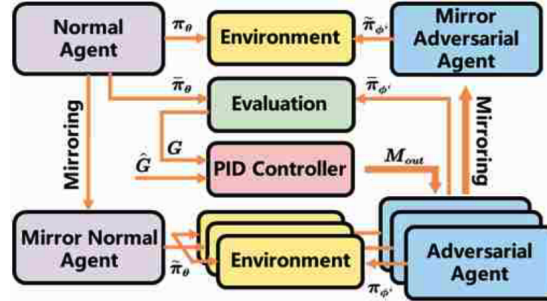 Normal
Agent
π_θ
Environment
π̃_φ'
Mirror
Adversarial
Agent
π̄_θ
Evaluation
π̄_φ'
Mirroring
G
Ĝ
PID Controller
M_out
Mirroring
Mirror Normal
Agent
π̃_θ
Environment
π_φ'
Adversarial
Agent